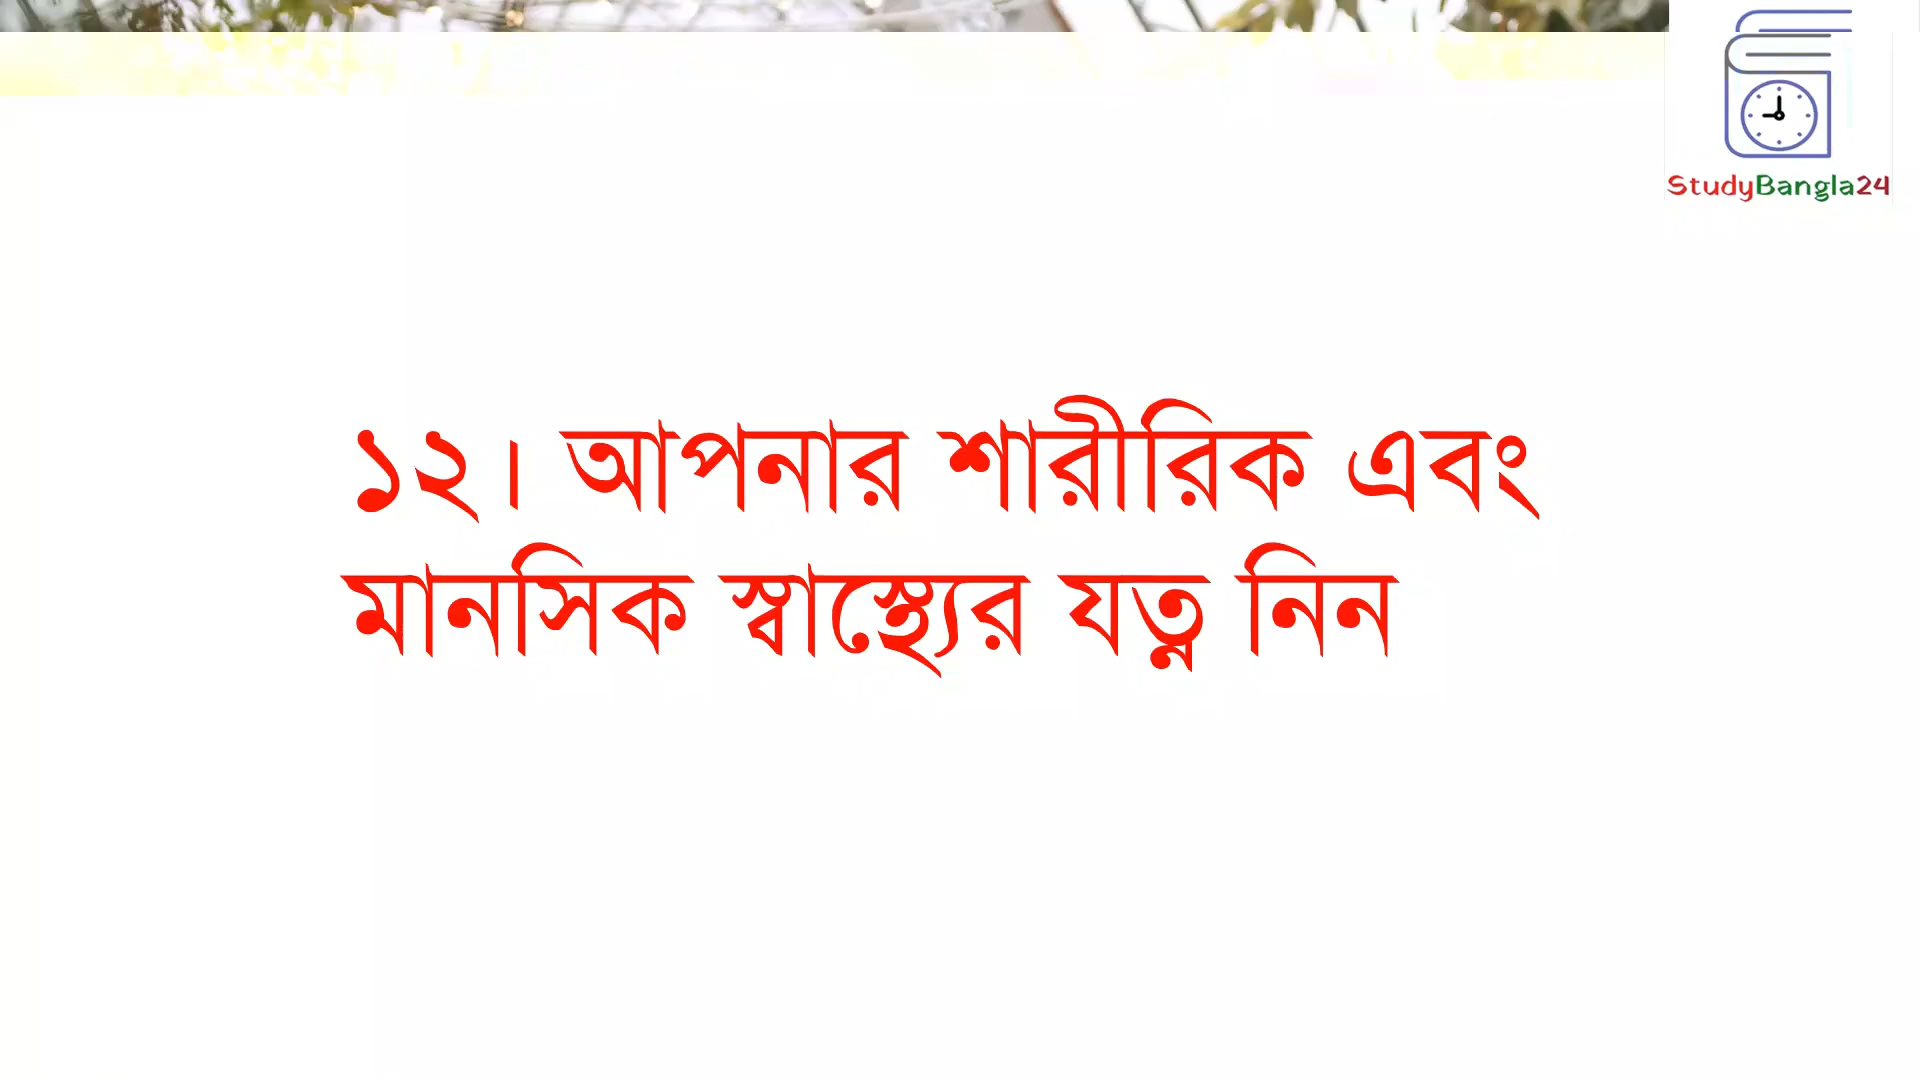 StudyBangla24
১২। আপনার শারীরিক এবং
মানসিক স্বাস্থ্যের যত্ন নিন